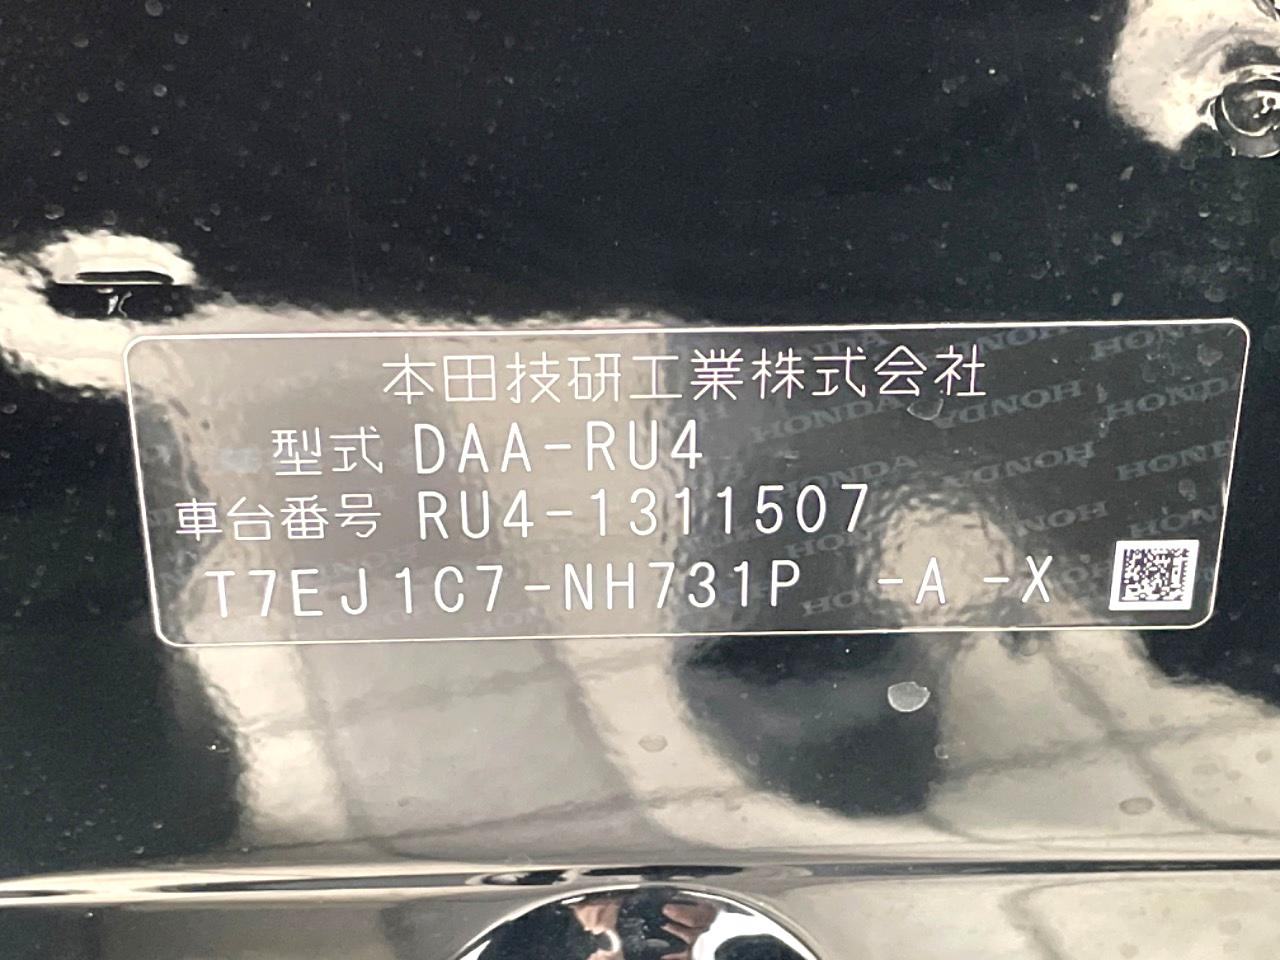 本田技研工業株式会社
型式 DAA-RU4
車台番号 RU4-1311507
T7EJ1C7-NH731P -A -X